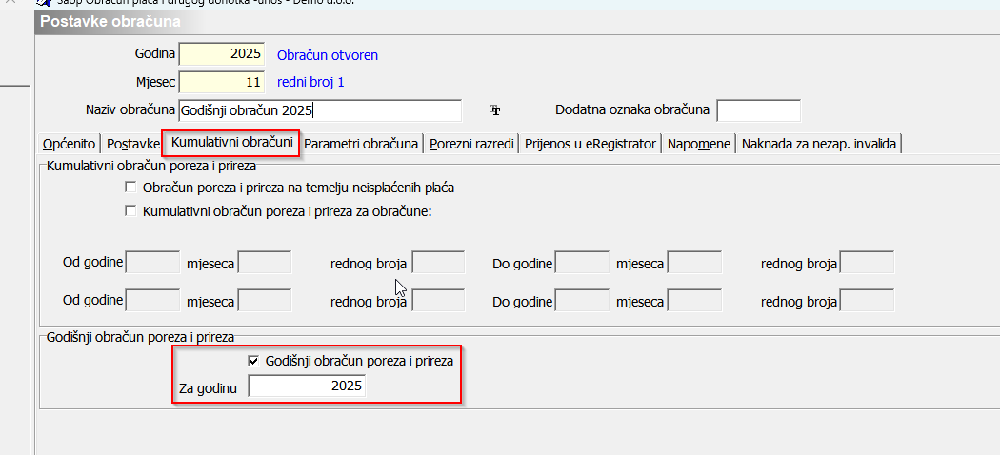 Saop Obračun plaća i drugog dohotka -unos - Demo d.o.o.
Postavke obračuna
Godina 2025 Obračun otvoren
Mjesec 11 redni broj 1
Naziv obračuna Godišnji obračun 2025 Dodatna oznaka obračuna
Općenito Postavke Kumulativni obračuni Parametri obračuna Porezni razredi Prijenos u eRegistrator Napomene Naknada za nezap. invalida
Kumulativni obračun poreza i prireza
Obračun poreza i prireza na temelju neisplaćenih plaća
Kumulativni obračun poreza i prireza za obračune:
Od godine mjeseca rednog broja Do godine mjeseca rednog broja
Od godine mjeseca rednog broja Do godine mjeseca rednog broja
Godišnji obračun poreza i prireza
Godišnji obračun poreza i prireza
Za godinu 2025